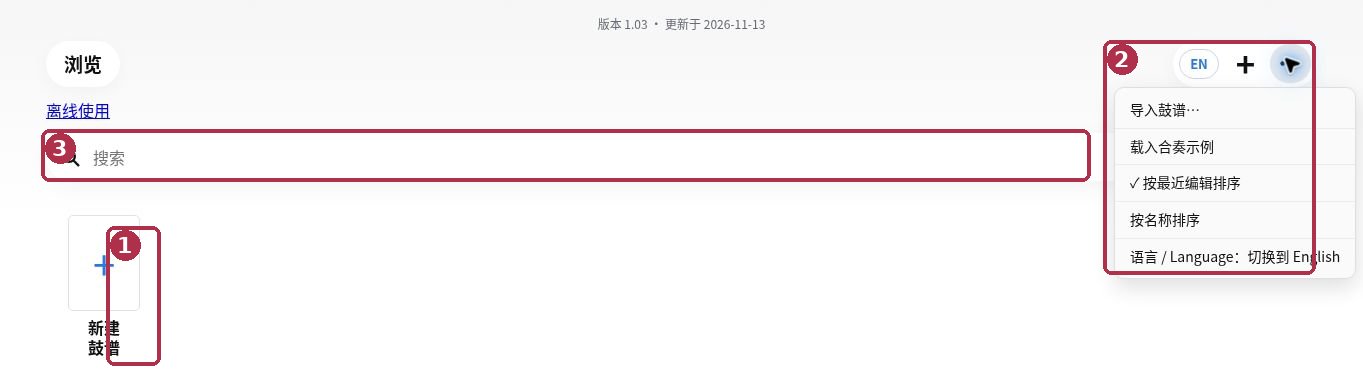 版本 1.03 · 更新于 2026-11-13
浏览
EN
离线使用
搜索
导入鼓谱…
载入合奏示例
✓ 按最近编辑排序
按名称排序
语言 / Language：切换到 English
新建
鼓谱
1
2
3